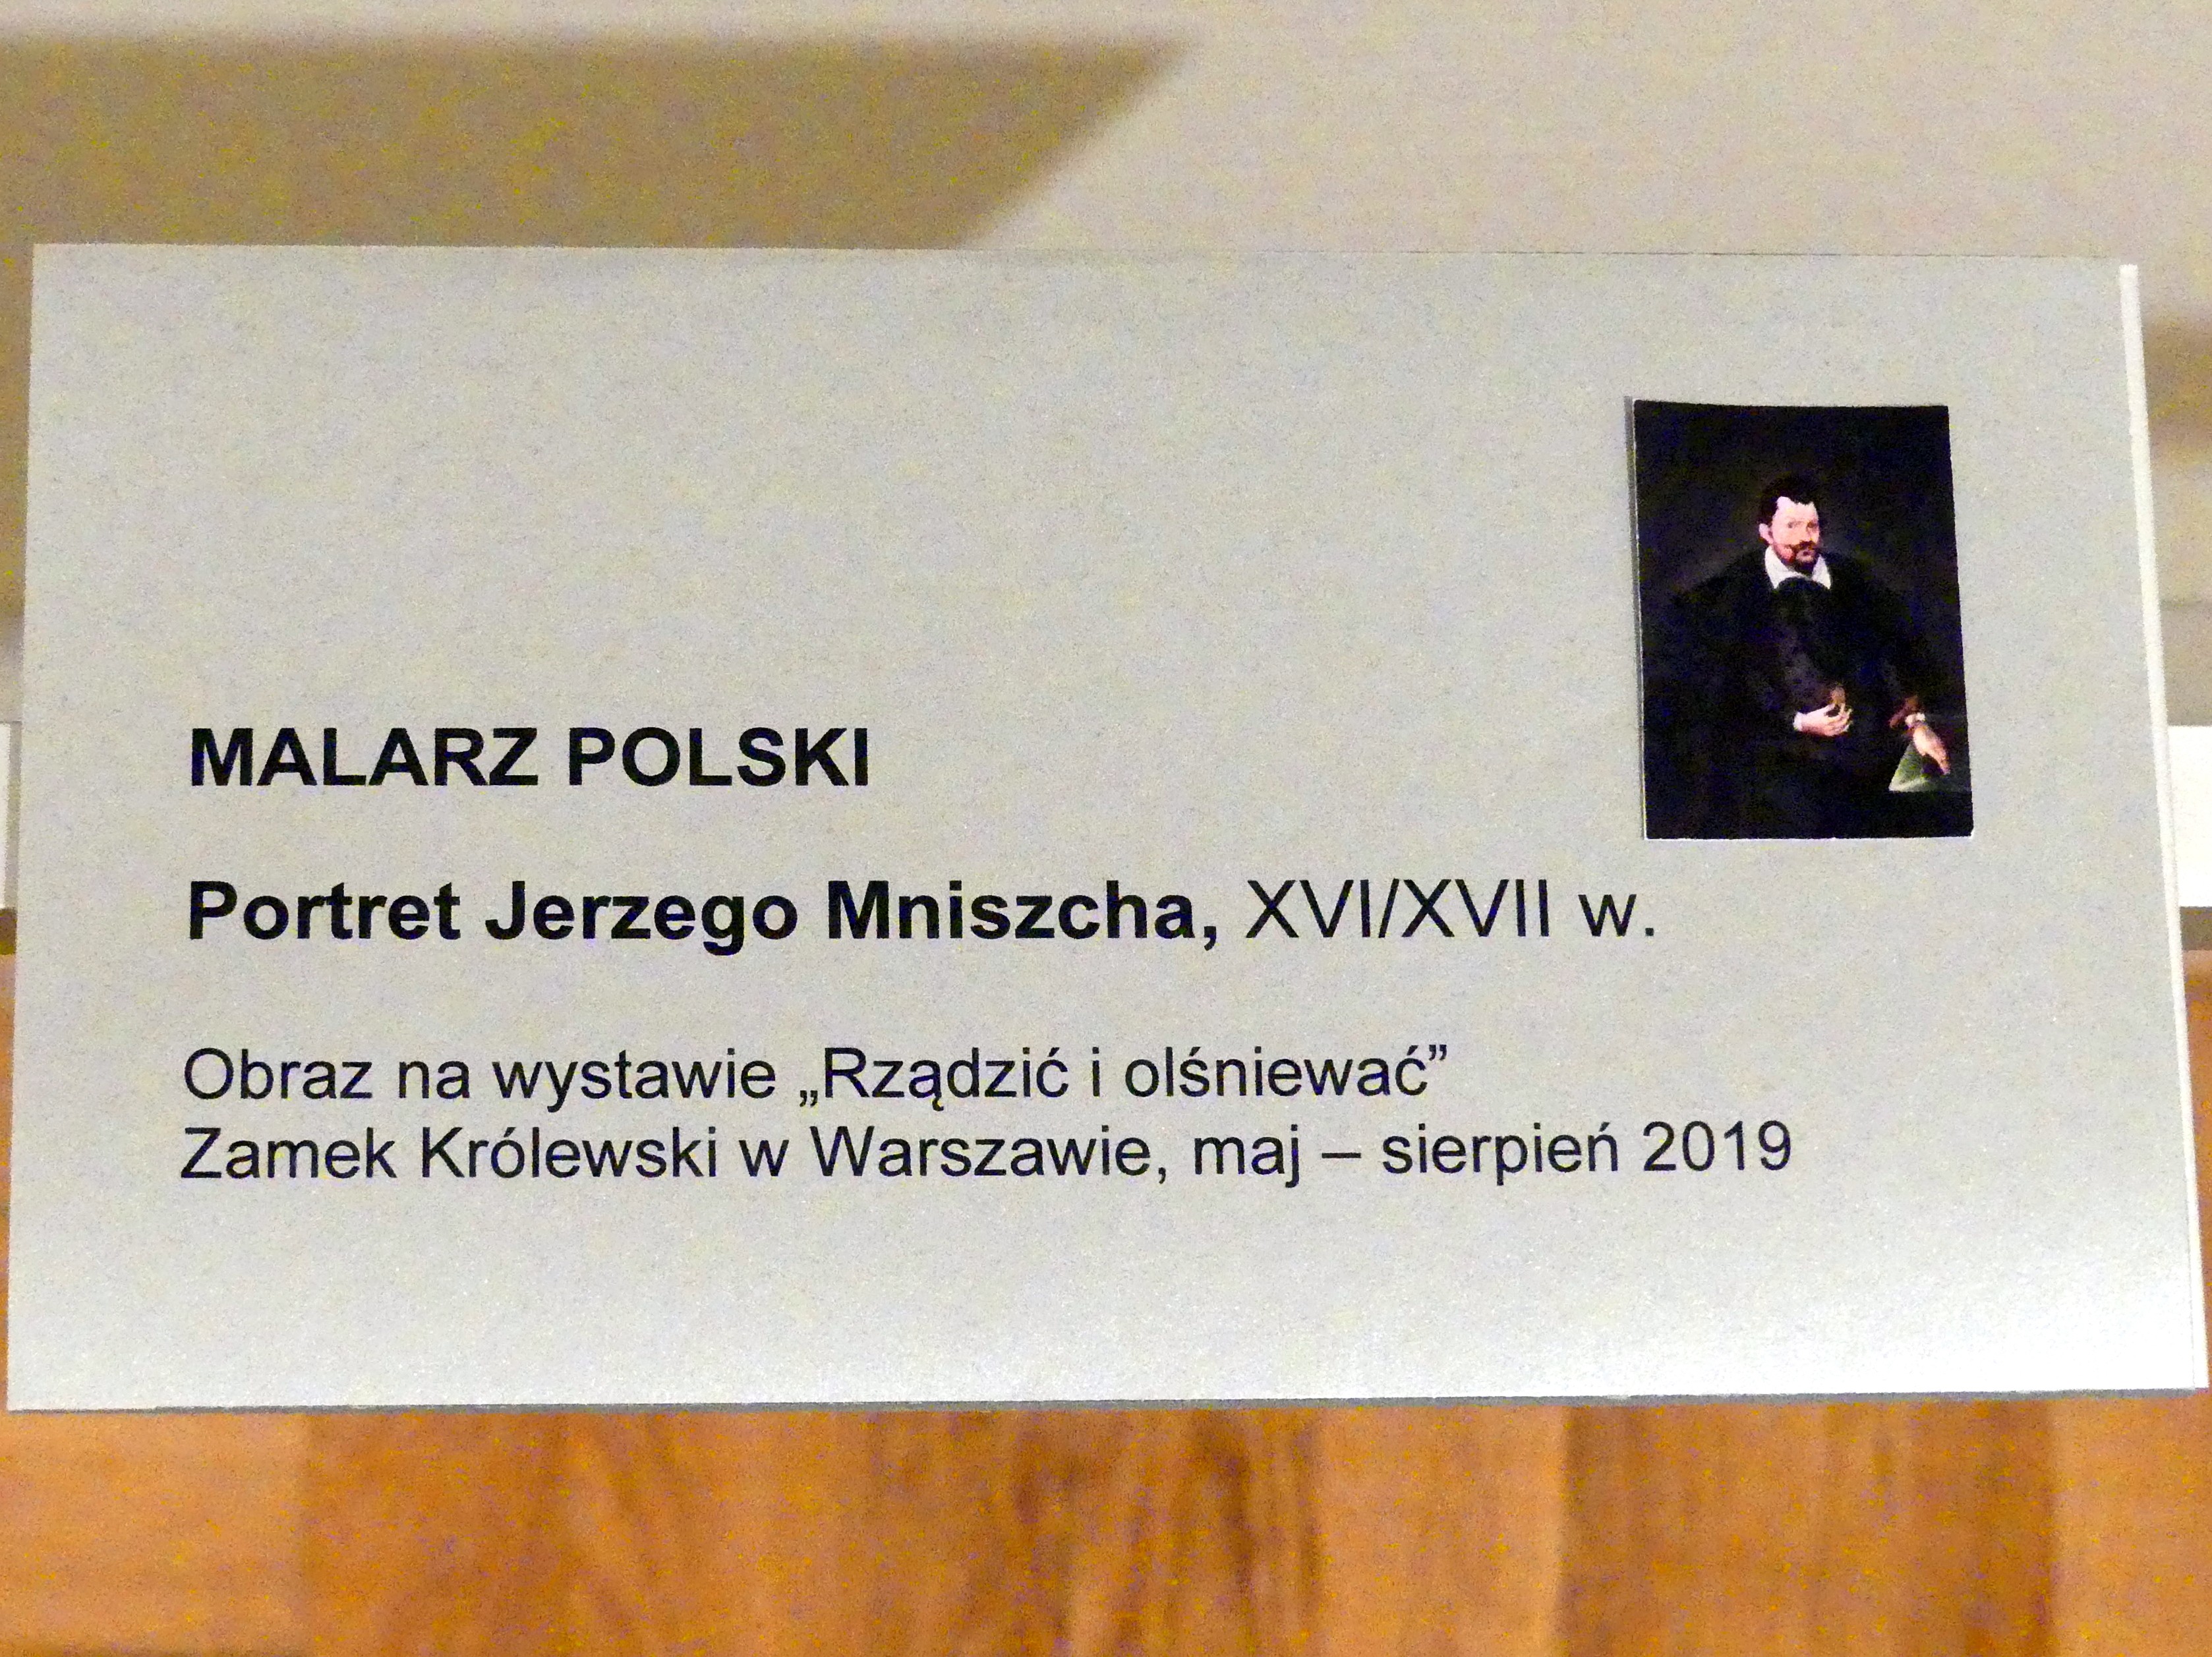 MALARZ POLSKI
Portret Jerzego Mniszcha, XVI/XVII w.
Obraz na wystawie „Rządzić i olśniewać”
Zamek Królewski w Warszawie, maj – sierpień 2019